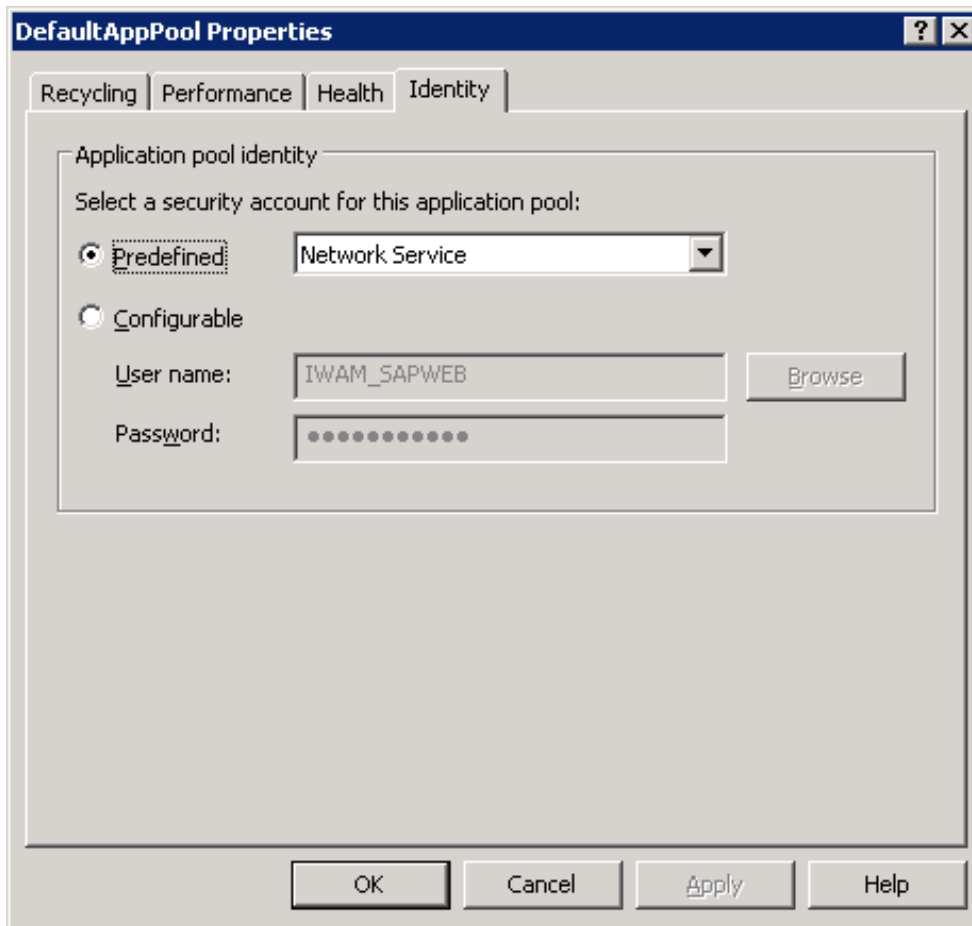 DefaultAppPool Properties
Recycling Performance Health Identity
Application pool identity
Select a security account for this application pool:
Predefined Network Service
Configurable
User name: IWAM_SAPWEB Browse
Password: ●●●●●●●●●●●
OK Cancel Apply Help